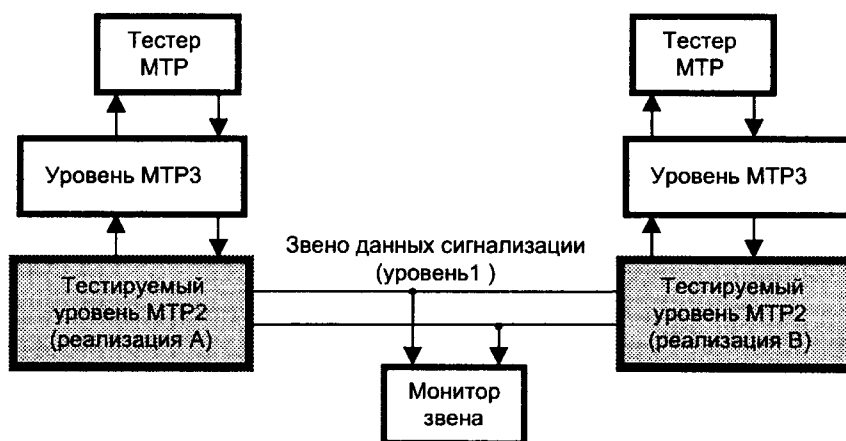 Тестер
МТР
Тестер
МТР
Уровень МТР3
Уровень МТР3
Звено данных сигнализации
(уровень1 )
Тестируемый
уровень МТР2
(реализация А)
Тестируемый
уровень МТР2
(реализация В)
Монитор
звена